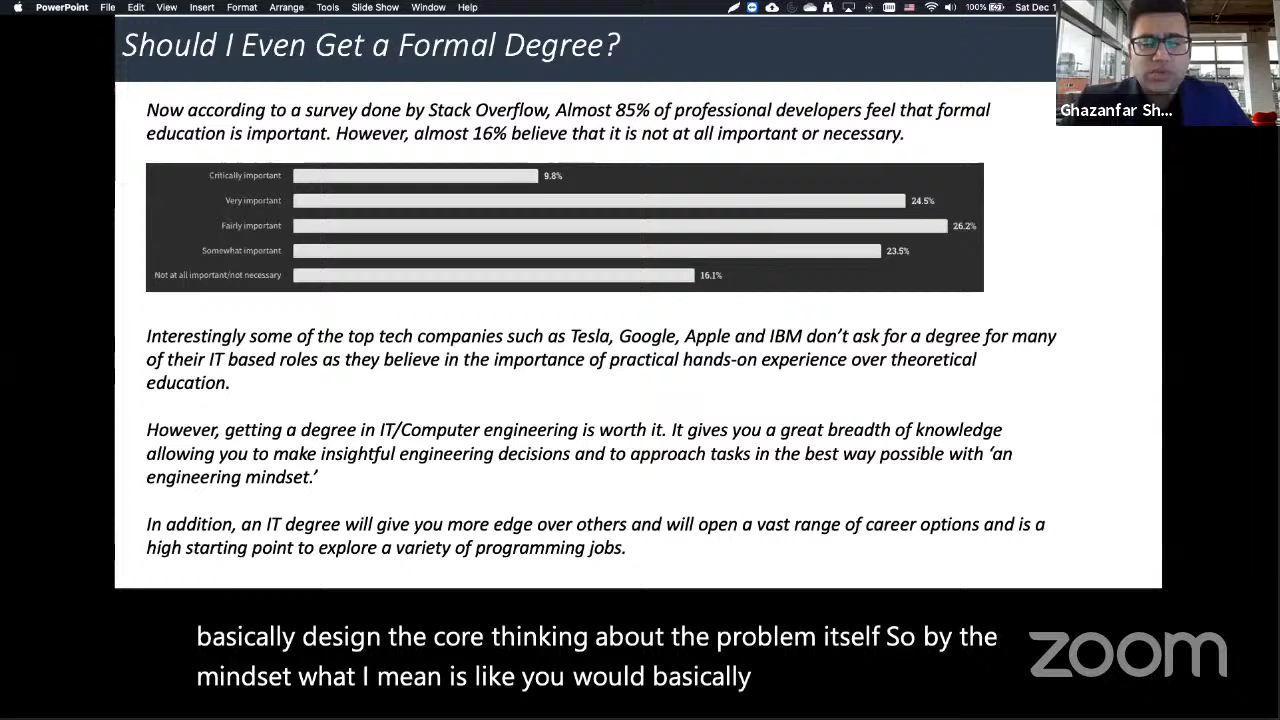 PowerPoint File Edit View Insert Format Arrange Tools Slide Show Window Help 100% Sat Dec 1
Should I Even Get a Formal Degree?
Ghazanfar Sh...
Now according to a survey done by Stack Overflow, Almost 85% of professional developers feel that formal
education is important. However, almost 16% believe that it is not at all important or necessary.
Critically important 9.8%
Very important 24.5%
Fairly important 26.2%
Somewhat important 23.5%
Not at all important/not necessary 16.1%
Interestingly some of the top tech companies such as Tesla, Google, Apple and IBM don't ask for a degree for many
of their IT based roles as they believe in the importance of practical hands-on experience over theoretical
education.
However, getting a degree in IT/Computer engineering is worth it. It gives you a great breadth of knowledge
allowing you to make insightful engineering decisions and to approach tasks in the best way possible with ‘an
engineering mindset.’
In addition, an IT degree will give you more edge over others and will open a vast range of career options and is a
high starting point to explore a variety of programming jobs.
basically design the core thinking about the problem itself So by the
mindset what I mean is like you would basically
zoom